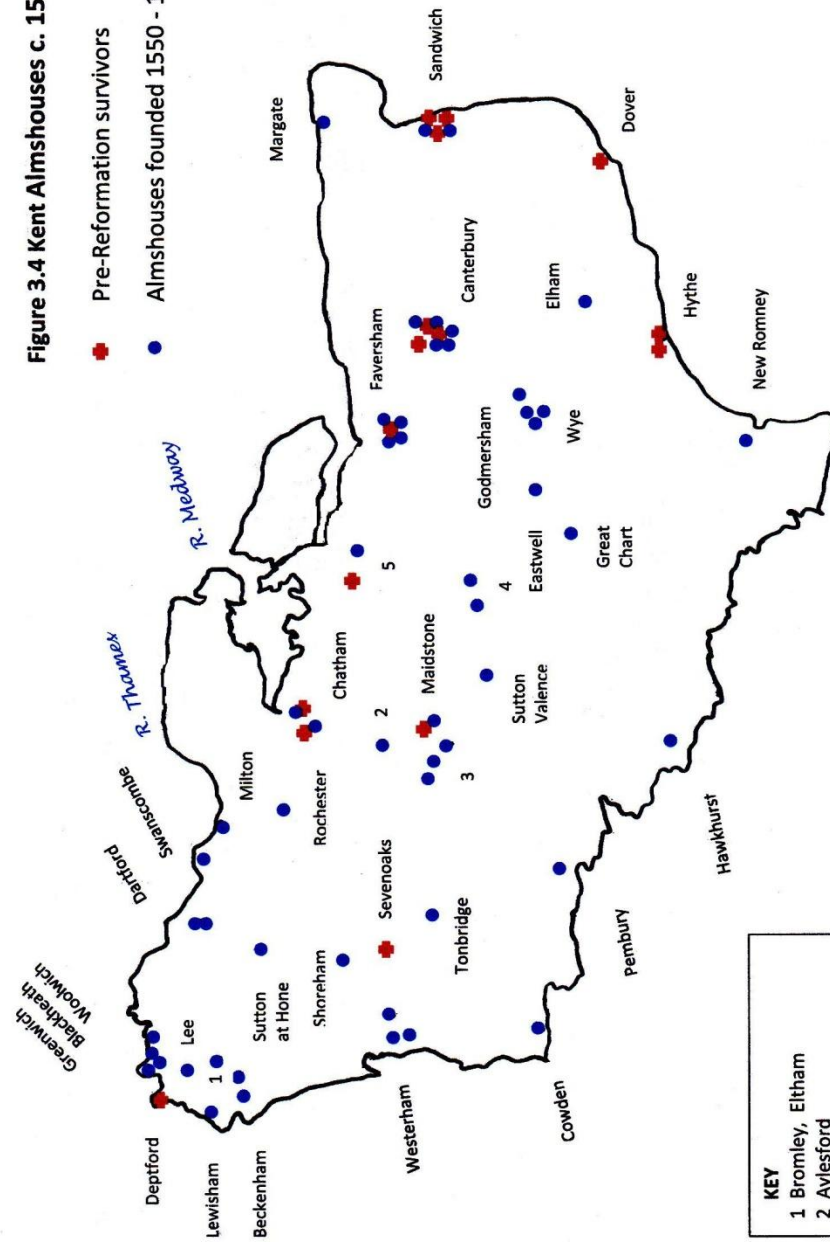 Figure 3.4 Kent Almshouses c. 15
Pre-Reformation survivors
Almshouses founded 1550 - 1
R. Thames
R. Medway
Greenwich
Blackheath
Woolwich
Dartford
Swanscombe
Milton
Deptford
Lee
Lewisham
1
Beckenham
Sutton
at Hone
Shoreham
Rochester
Chatham
Margate
Sandwich
Faversham
Canterbury
5
2
Sevenoaks
Maidstone
3
Westerham
Tonbridge
Sutton
Valence
4
Eastwell
Godmersham
Wye
Great
Chart
Elham
Dover
Hythe
New Romney
Cowden
Pembury
Hawkhurst
KEY
1 Bromley, Eltham
2 Aylesford